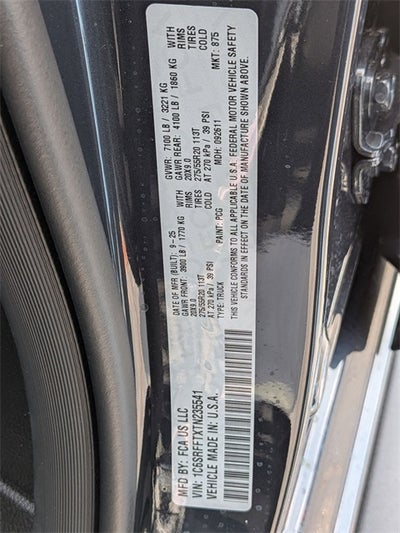 MFD BY: FCA US LLC
VIN: 1C6SRFFTXTN235541
VEHICLE MADE IN U.S.A.
DATE OF MFR (BUILT): 9-25
GAWR FRONT: 3900 LB / 1770 KG
20X9.0
275/55R20 113T
AT 270 kPa / 39 PSI
TYPE: TRUCK
WITH
RIMS
TIRES
COLD
GVWR: 7100 LB / 3221 KG
GAWR REAR: 4100 LB / 1860 KG
20X9.0
275/55R20 113T
AT 270 kPa / 39 PSI
MDH: 092611
PAINT: PCG
WITH
RIMS
TIRES
COLD
MKT: 875
VEHICLE CONFORMS TO ALL APPLICABLE U.S.A. FEDERAL MOTOR VEHICLE SAFETY
STANDARDS IN EFFECT ON THE DATE OF MANUFACTURE SHOWN ABOVE.